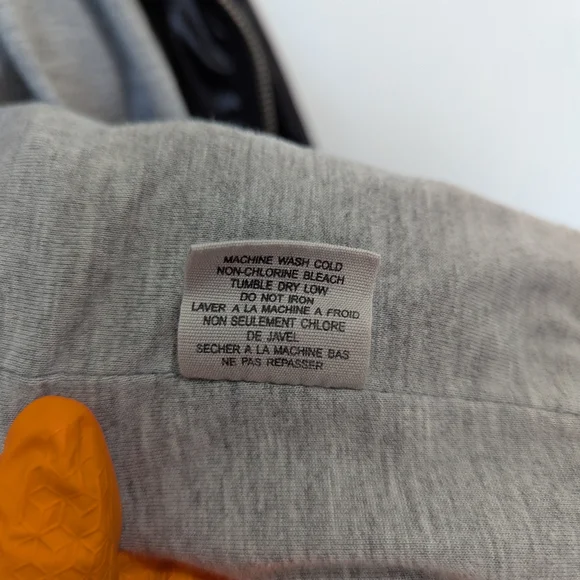 MACHINE WASH COLD
NON-CHLORINE BLEACH
TUMBLE DRY LOW
DO NOT IRON
LAVER A LA MACHINE A FROID
NON SEULEMENT CHLORE
DE JAVEL
SECHER A LA MACHINE BAS
NE PAS REPASSER